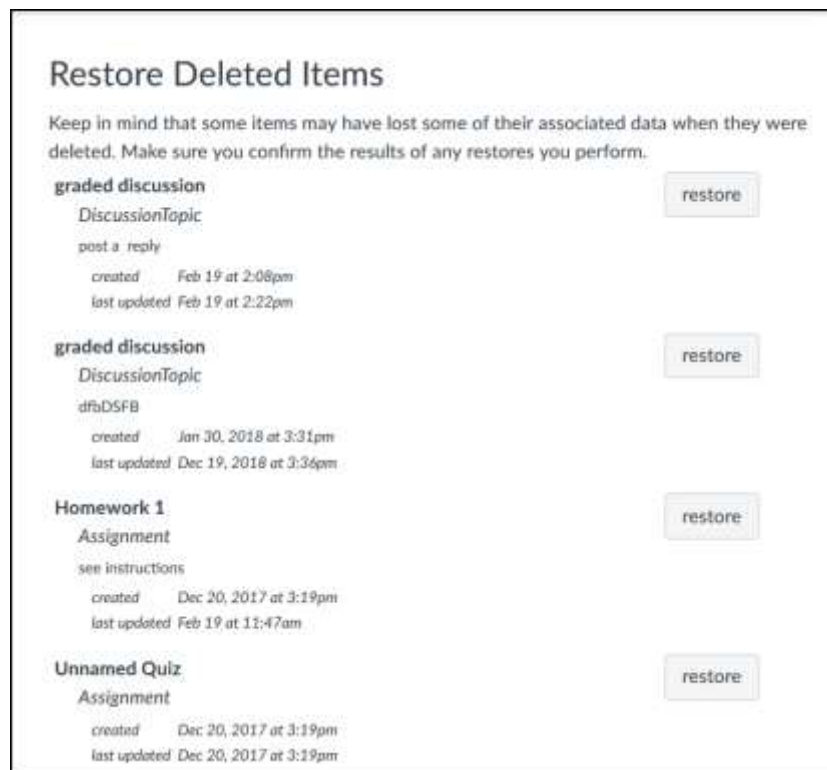 Restore Deleted Items
Keep in mind that some items may have lost some of their associated data when they were
deleted. Make sure you confirm the results of any restores you perform.
graded discussion
restore
DiscussionTopic
post a reply
created Feb 19 at 2:08pm
last updated Feb 19 at 2:22pm
graded discussion
restore
DiscussionTopic
dfbDSFB
created Jan 30, 2018 at 3:31pm
last updated Dec 19, 2018 at 3:36pm
Homework 1
restore
Assignment
see instructions
created Dec 20, 2017 at 3:19pm
last updated Feb 19 at 11:47am
Unnamed Quiz
restore
Assignment
created Dec 20, 2017 at 3:19pm
last updated Dec 20, 2017 at 3:19pm